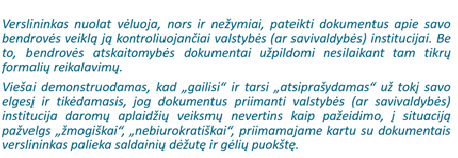 Verslininkas nuolat vėluoja, nors ir nežymiai, pateikti dokumentus apie savo
bendrovės veiklą ją kontroliuojančiai valstybės (ar savivaldybės) institucijai. Be
to, bendrovės atskaitomybės dokumentai užpildomi nesilaikant tam tikrų
formalių reikalavimų.
Viešai demonstruodamas, kad „gailisi“ ir tarsi „atsiprašydamas“ už tokį savo
elgesį ir tikėdamasis, jog dokumentus priimanti valstybės (ar savivaldybės)
institucija daromų aplaidžių veiksmų nevertins kaip pažeidimo, į situaciją
pažvelgs „žmogiškai“, „nebiurokratiškai“, priimamajame kartu su dokumentais
verslininkas palieka saldainių dėžutę ir gėlių puokštę.